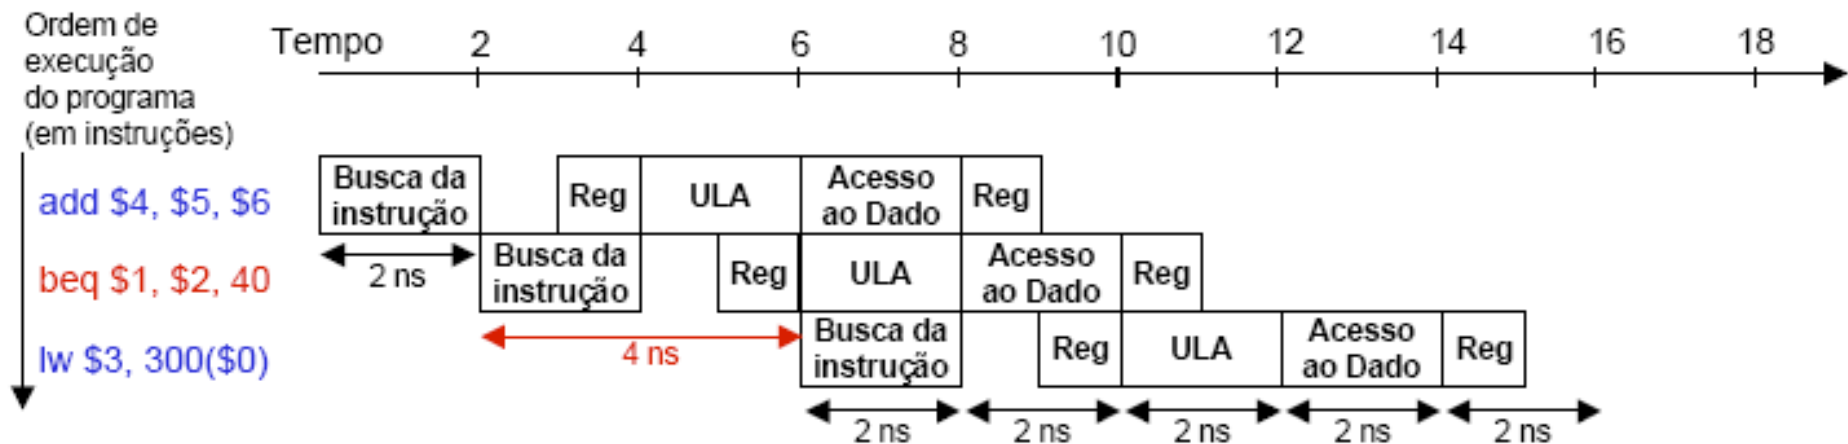 Ordem de
execução
do programa
(em instruções)
Tempo 2 4 6 8 10 12 14 16 18
add $4, $5, $6
Busca da
instrução
Reg
ULA
Acesso
ao Dado
Reg
2 ns
beq $1, $2, 40
Busca da
instrução
Reg
ULA
Acesso
ao Dado
Reg
4 ns
lw $3, 300($0)
Busca da
instrução
Reg
ULA
Acesso
ao Dado
Reg
2 ns 2 ns 2 ns 2 ns 2 ns